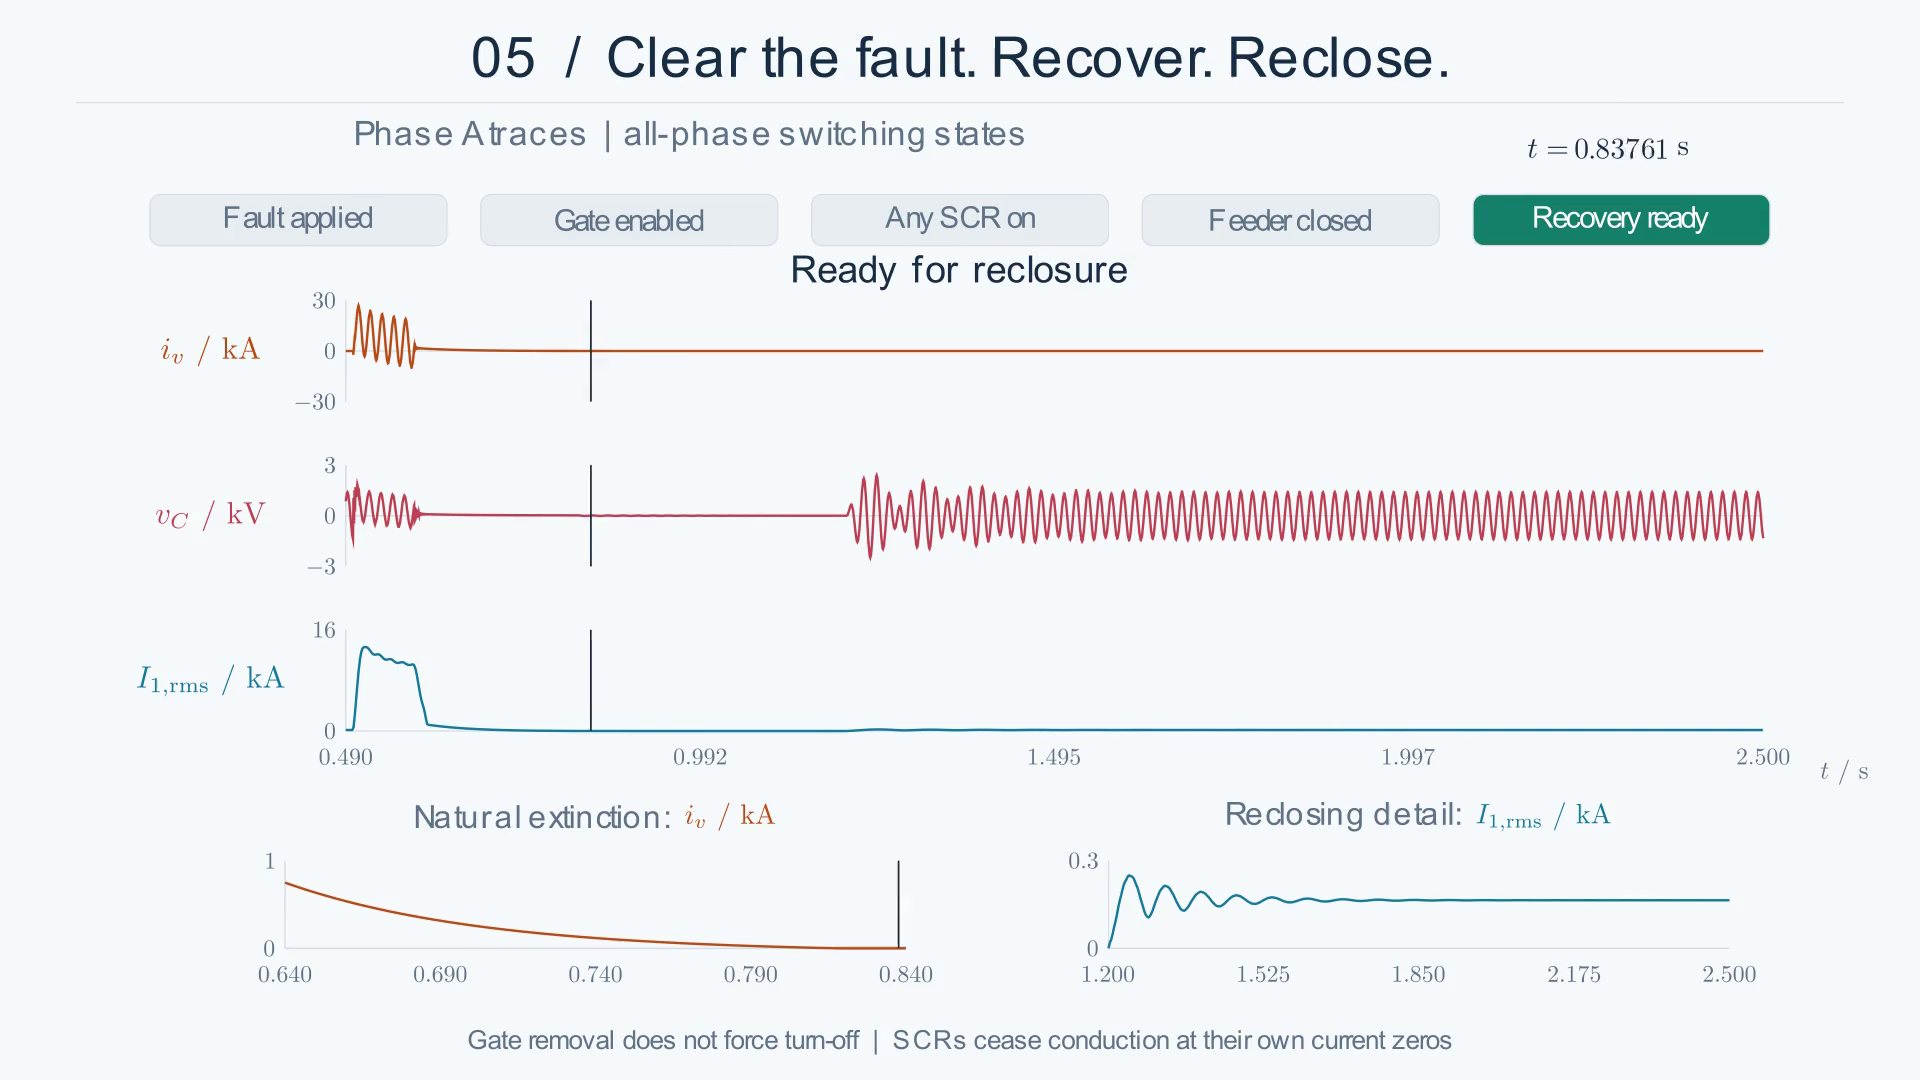 05 / Clear the fault. Recover. Reclose.
Phase A traces | all-phase switching states
t = 0.83761 s
Fault applied
Gate enabled
Any SCR on
Feeder closed
Recovery ready
Ready for reclosure
30
i_v / kA
0
−30
3
v_C / kV
0
−3
16
I_{1,rms} / kA
0
0.490 0.992 1.495 1.997 2.500
t / s
Natural extinction: i_v / kA
1
0
0.640 0.690 0.740 0.790 0.840
Reclosing detail: I_{1,rms} / kA
0.3
0
1.200 1.525 1.850 2.175 2.500
Gate removal does not force turn-off | SCRs cease conduction at their own current zeros